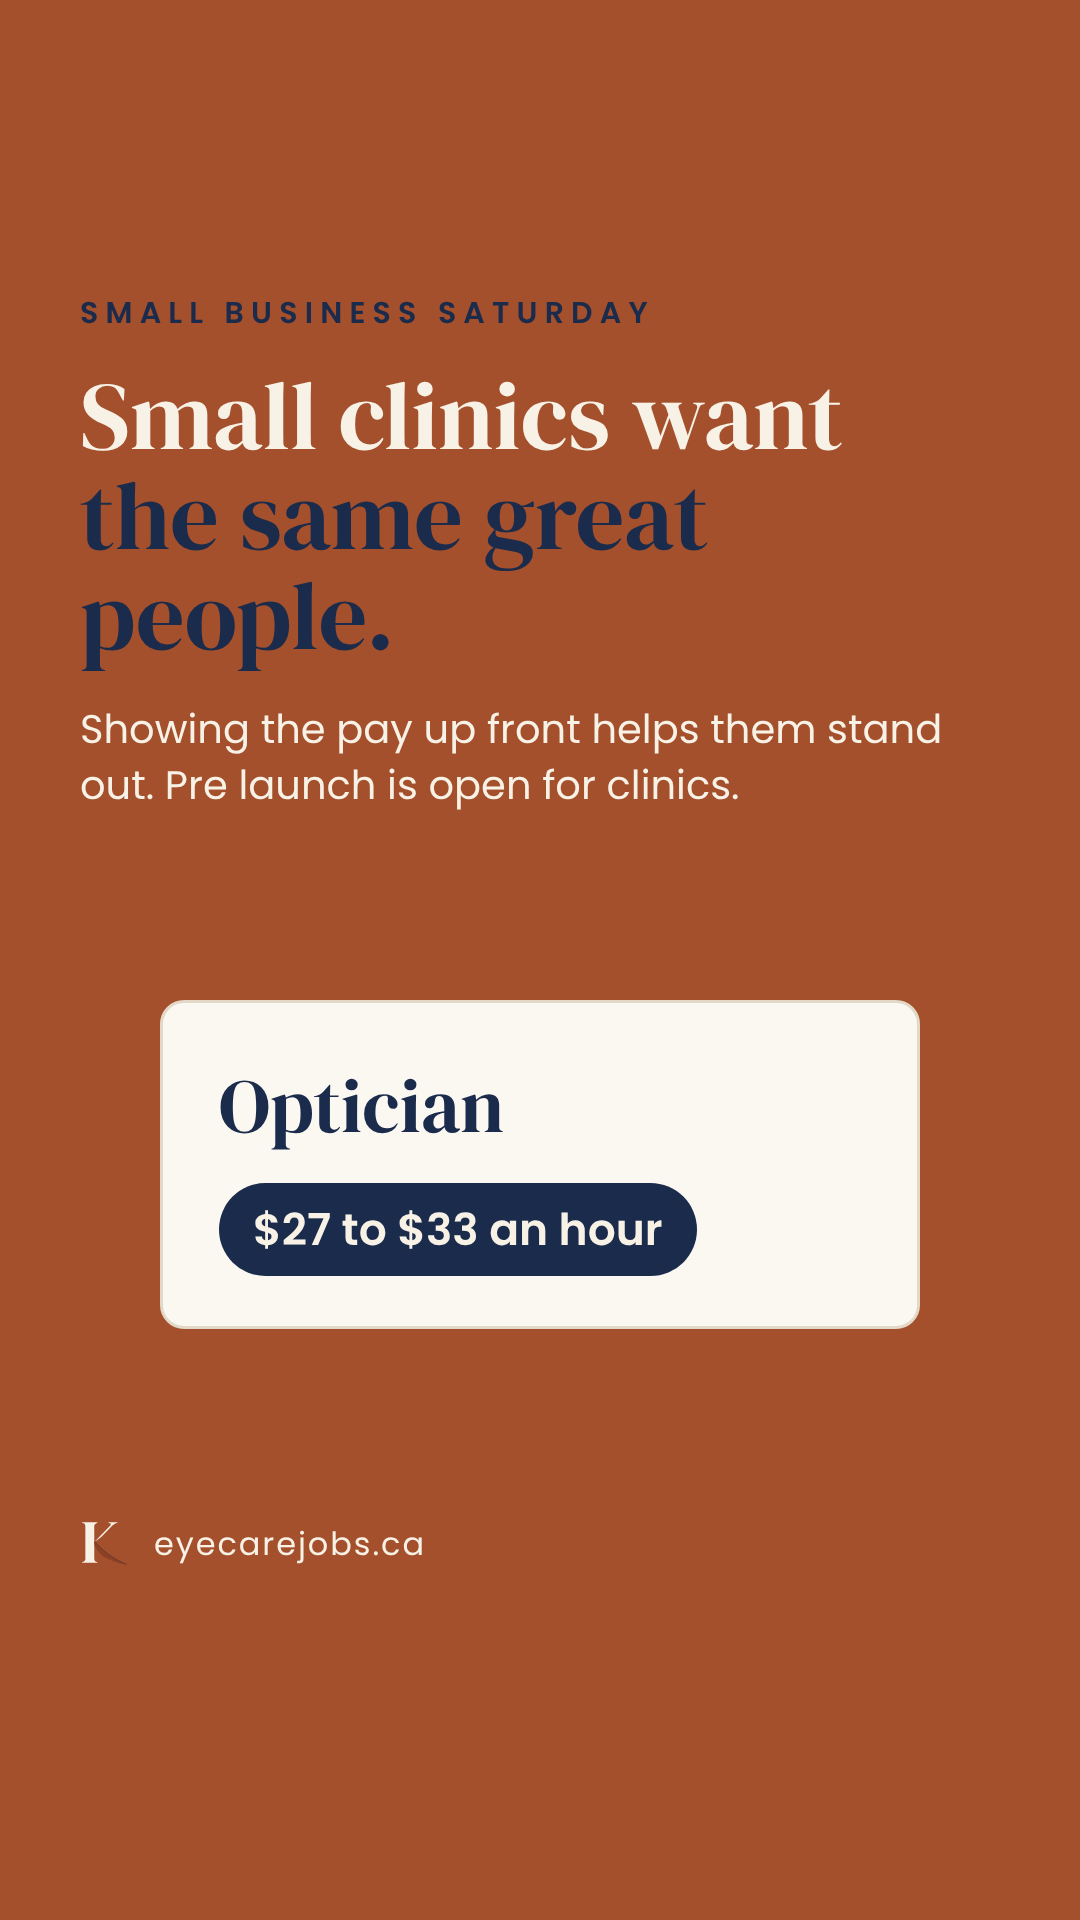 SMALL BUSINESS SATURDAY
Small clinics want
the same great
people.
Showing the pay up front helps them stand
out. Pre launch is open for clinics.
Optician
$27 to $33 an hour
K eyecarejobs.ca